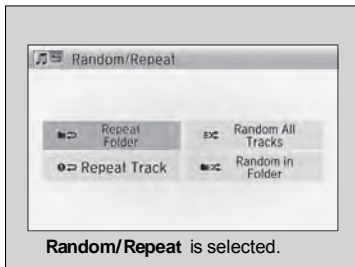 Random/Repeat
Repeat
Folder
Random All
Tracks
Repeat Track
Random in
Folder
Random/Repeat is selected.